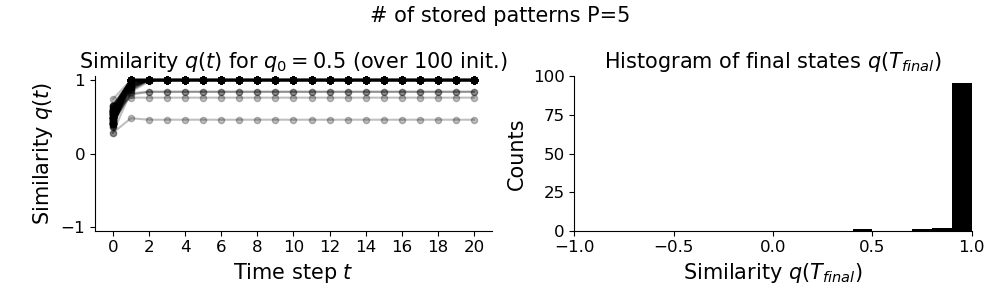 # of stored patterns P=5
Similarity q(t) for q₀ = 0.5 (over 100 init.)
1
0
−1
Similarity q(t)
0 2 4 6 8 10 12 14 16 18 20
Time step t
Histogram of final states q(T_final)
100
75
50
25
0
Counts
−1.0 −0.5 0.0 0.5 1.0
Similarity q(T_final)